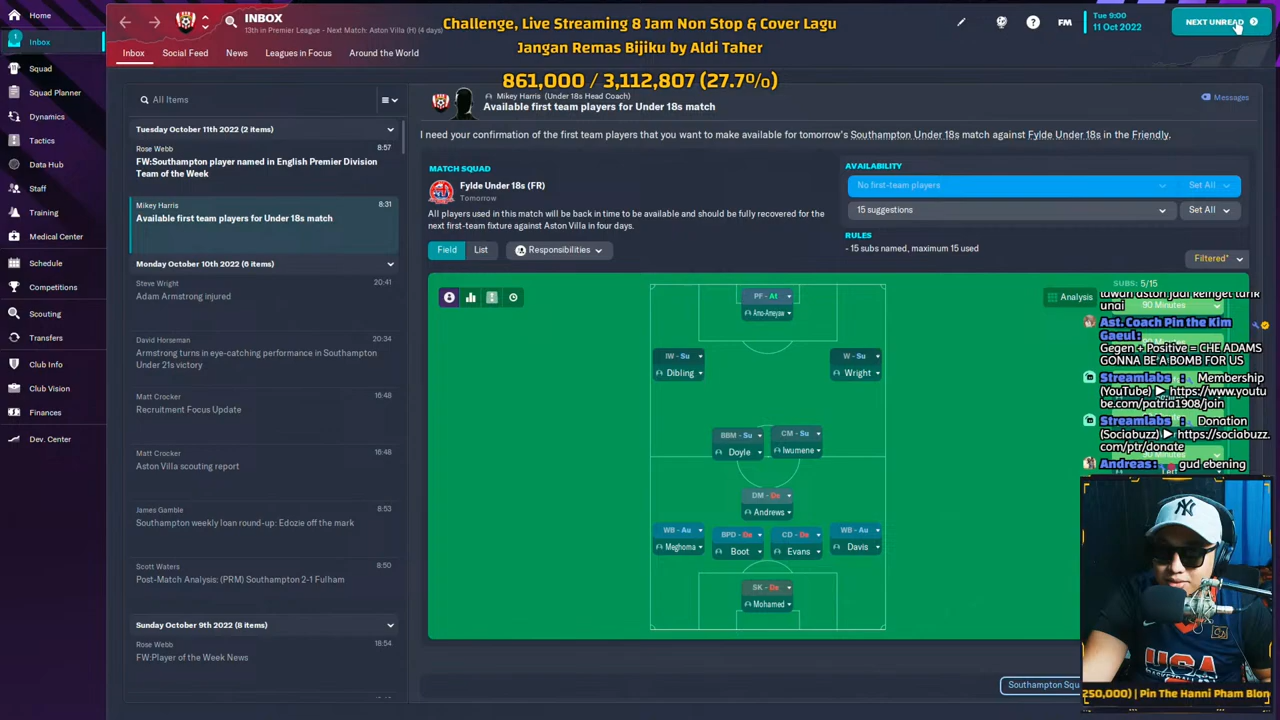 Home
Inbox
1
Squad
Squad Planner
Dynamics
Tactics
Data Hub
Staff
Training
Medical Center
Schedule
Competitions
Scouting
Transfers
Club Info
Club Vision
Finances
Dev. Center
INBOX
13th in Premier League - Next Match: Aston Villa (H) (4 days)
Challenge, Live Streaming 8 Jam Non Stop & Cover Lagu
Jangan Remas Bijiku by Aldi Taher
861,000 / 3,112,807 (27.7%)
FM
Tue 9:00
11 Oct 2022
NEXT UNREAD
Inbox
Social Feed
News
Leagues in Focus
Around the World
All Items
Tuesday October 11th 2022 (2 items)
Rose Webb
8:57
FW:Southampton player named in English Premier Division
Team of the Week
Mikey Harris
8:31
Available first team players for Under 18s match
Monday October 10th 2022 (6 items)
Steve Wright
20:41
Adam Armstrong injured
David Horseman
20:34
Armstrong turns in eye-catching performance in Southampton
Under 21s victory
Matt Crocker
16:48
Recruitment Focus Update
Matt Crocker
16:48
Aston Villa scouting report
James Gamble
8:53
Southampton weekly loan round-up: Edozie off the mark
Scott Waters
8:50
Post-Match Analysis: (PRM) Southampton 2-1 Fulham
Sunday October 9th 2022 (8 items)
Rose Webb
18:54
FW:Player of the Week News
Mikey Harris (Under 18s Head Coach)
Available first team players for Under 18s match
Messages
I need your confirmation of the first team players that you want to make available for tomorrow's Southampton Under 18s match against Fylde Under 18s in the Friendly.
MATCH SQUAD
Fylde Under 18s (FR)
Tomorrow
All players used in this match will be back in time to be available and should be fully recovered for the
next first-team fixture against Aston Villa in four days.
AVAILABILITY
No first-team players
Set All
15 suggestions
Set All
RULES
- 15 subs named, maximum 15 used
Field
List
Responsibilities
Filtered*
Analysis
SUBS: 5/15
PF - At
Ano-Ameyaw
IW - Su
Dibling
W - Su
Wright
BBM - Su
Doyle
CM - Su
Iwumene
DM - De
Andrews
WB - Au
Meghoma
BPD - De
Boot
CD - De
Evans
WB - Au
Davis
SK - De
Mohamed
90 Minutes
unai
Ast. Coach Pin the Kim
Gaeul:
Gegen + Positive = CHE ADAMS
GONNA BE A BOMB FOR US
Streamlabs : Membership
(YouTube) ▶ https://www.youtu
be.com/patria1908/join
Streamlabs : Donation
(Sociabuzz) ▶ https://sociabuzz.
com/ptr/donate
Andreas: gud ebening
Southampton Squ
250,000) | Pin The Hanni Pham Blon